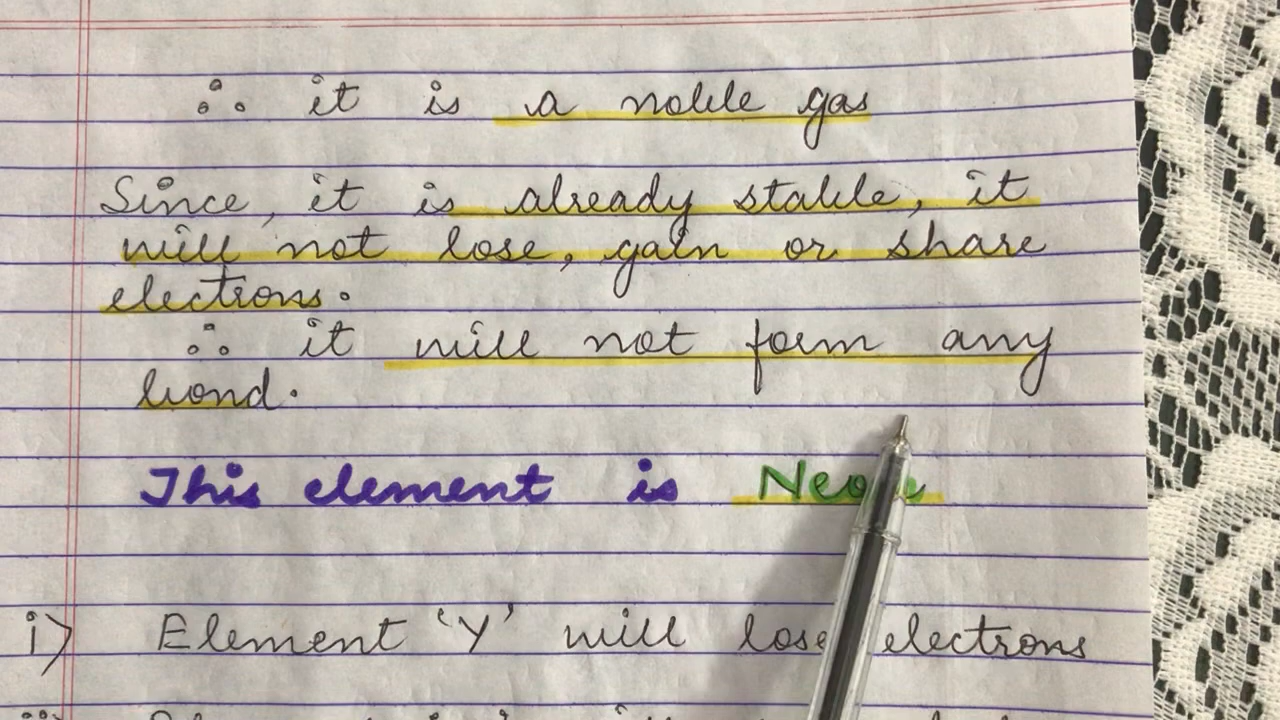 ∴ it is a noble gas
Since, it is already stable, it
will not lose, gain or share
electrons.
∴ it will not form any
bond.
This element is Neon
i) Element 'Y' will lose electrons